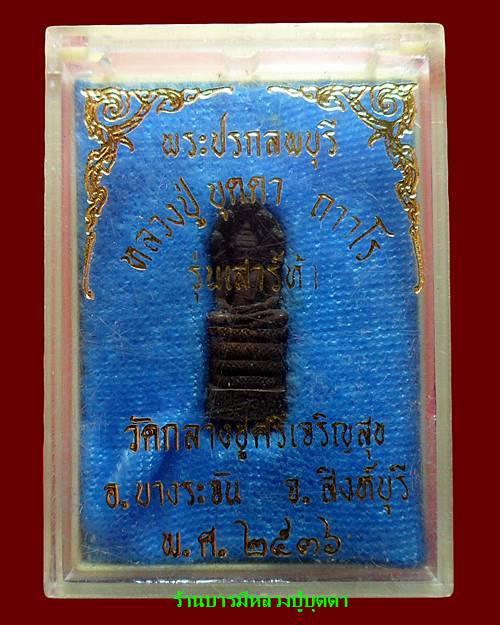 พระปรกลพบุรี
หลวงปู่ บุดดา ถาวโร
รุ่นเสาร์ห้า
วัดกลางชูศรีเจริญสุข
อ.บางระจัน จ.สิงห์บุรี
พ.ศ.๒๕๓๖
ร้านบารมีหลวงปู่บุดดา